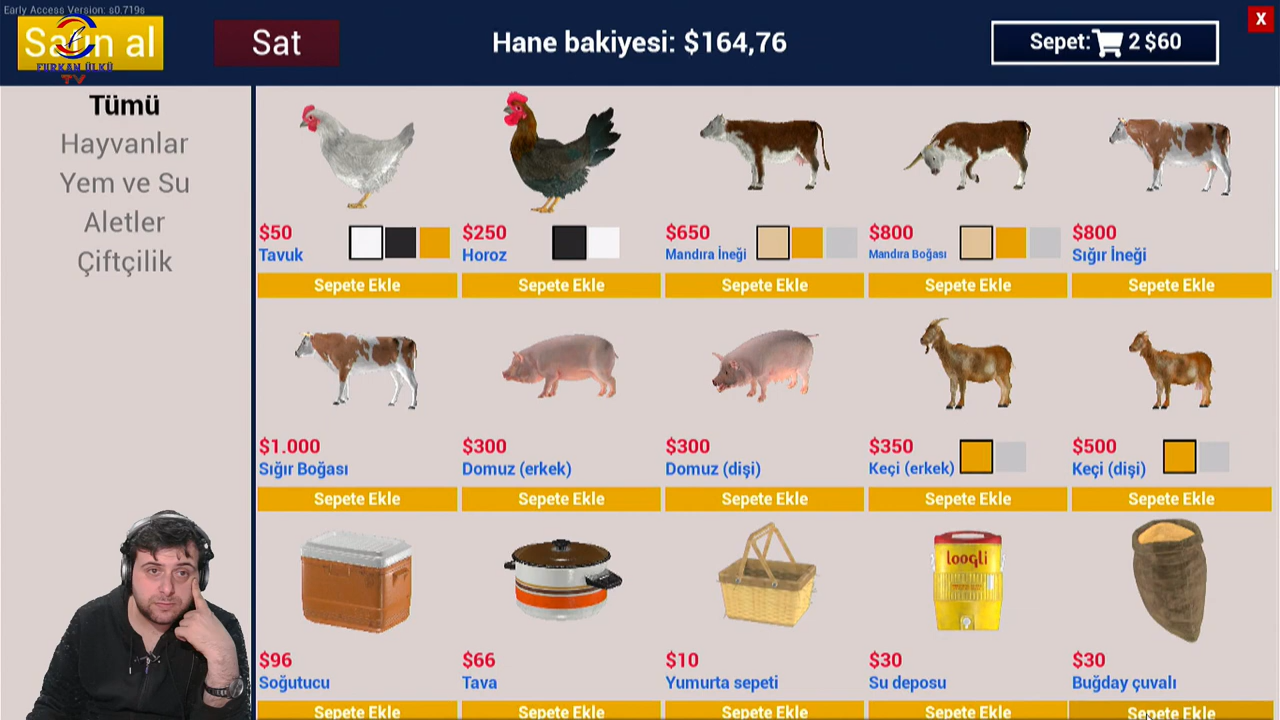 Early Access Version: s0.719s
Satın al
FURKAN ÜLKÜ
TV
Sat
Hane bakiyesi: $164,76
Sepet: 2 $60
X
Tümü
Hayvanlar
Yem ve Su
Aletler
Çiftçilik
$50
Tavuk
Sepete Ekle
$250
Horoz
Sepete Ekle
$650
Mandıra İneği
Sepete Ekle
$800
Mandıra Boğası
Sepete Ekle
$800
Sığır İneği
Sepete Ekle
$1.000
Sığır Boğası
Sepete Ekle
$300
Domuz (erkek)
Sepete Ekle
$300
Domuz (dişi)
Sepete Ekle
$350
Keçi (erkek)
Sepete Ekle
$500
Keçi (dişi)
Sepete Ekle
$96
Soğutucu
Sepete Ekle
$66
Tava
Sepete Ekle
$10
Yumurta sepeti
Sepete Ekle
loogli
$30
Su deposu
Sepete Ekle
$30
Buğday çuvalı
Sepete Ekle